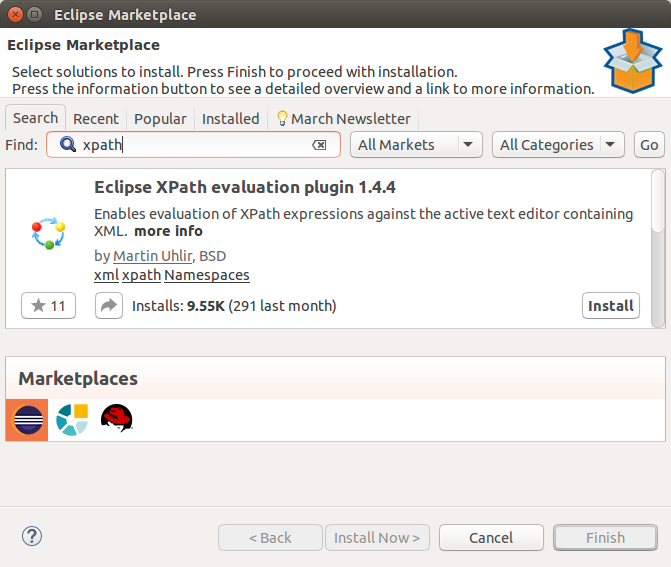 Eclipse Marketplace
Eclipse Marketplace
Select solutions to install. Press Finish to proceed with installation.
Press the information button to see a detailed overview and a link to more information.
Search Recent Popular Installed March Newsletter
Find: xpath All Markets All Categories Go
Eclipse XPath evaluation plugin 1.4.4
Enables evaluation of XPath expressions against the active text editor containing
XML. more info
by Martin Uhlir, BSD
xml xpath Namespaces
11 Installs: 9.55K (291 last month) Install
Marketplaces
? < Back Install Now > Cancel Finish